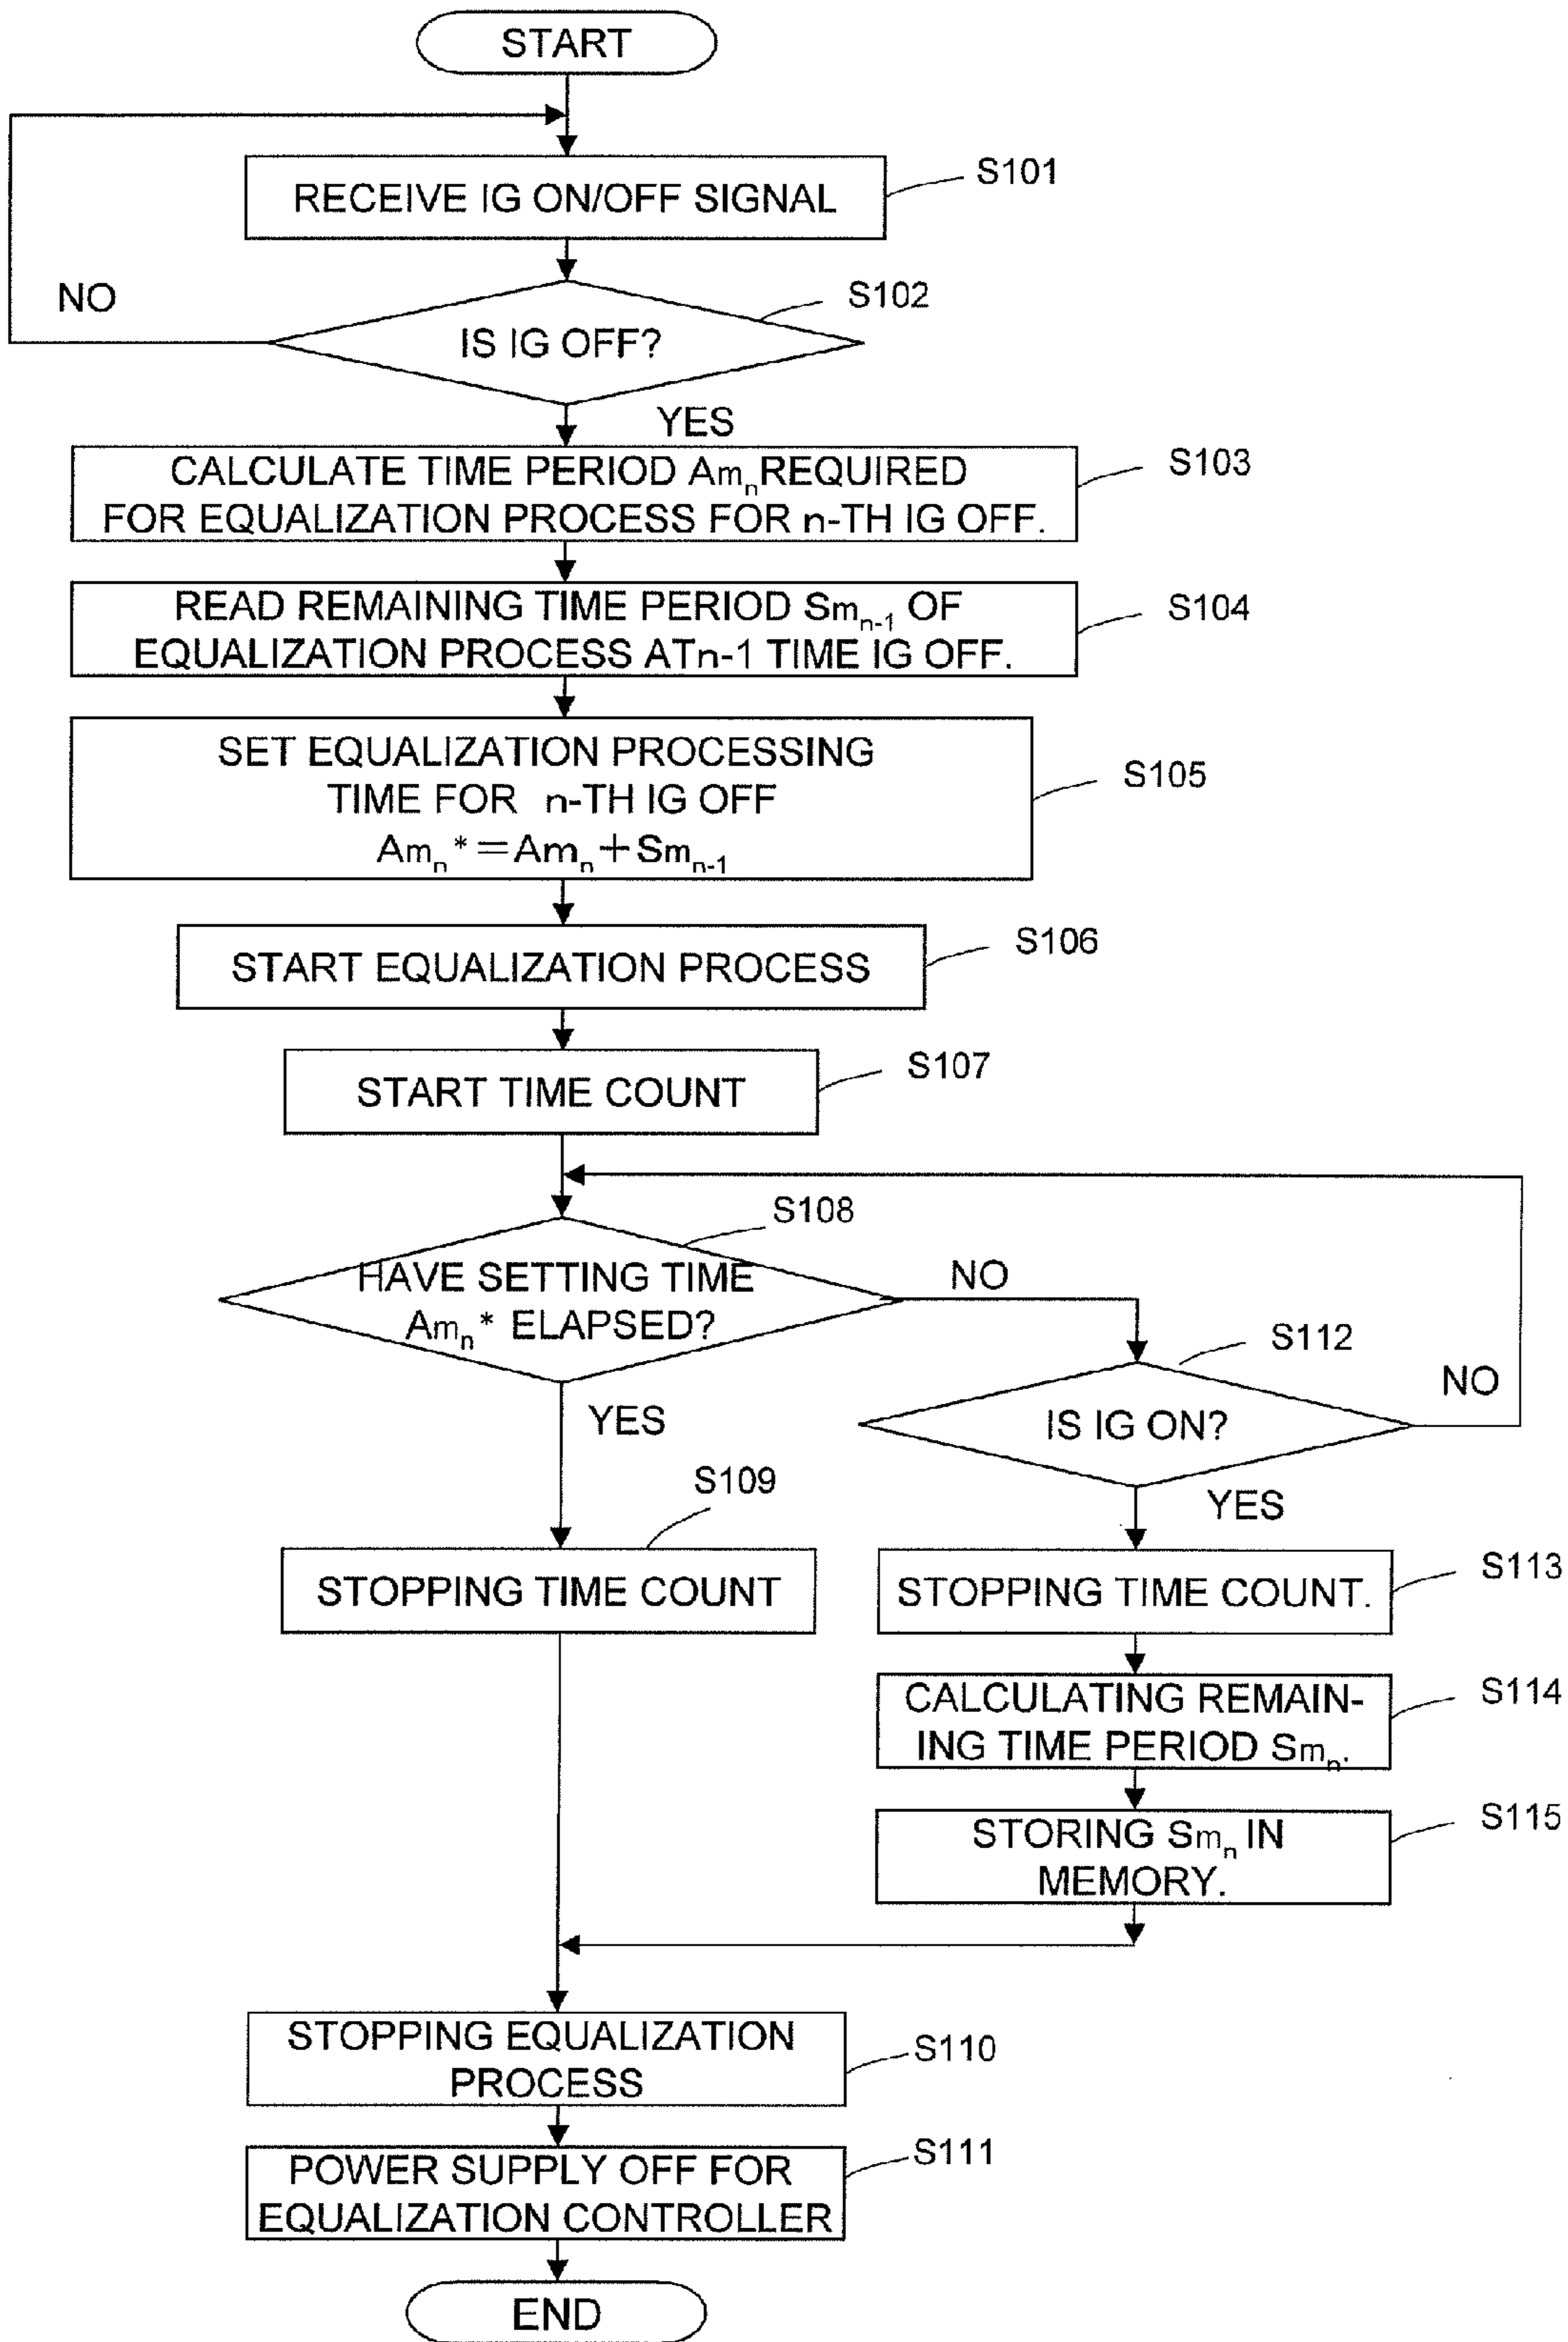 START
RECEIVE IG ON/OFF SIGNAL
S101
NO
IS IG OFF?
S102
YES
CALCULATE TIME PERIOD Amₙ REQUIRED
FOR EQUALIZATION PROCESS FOR n-TH IG OFF.
S103
READ REMAINING TIME PERIOD Smₙ₋₁ OF
EQUALIZATION PROCESS ATn-1 TIME IG OFF.
S104
SET EQUALIZATION PROCESSING
TIME FOR n-TH IG OFF
Amₙ*=Amₙ+Smₙ₋₁
S105
START EQUALIZATION PROCESS
S106
START TIME COUNT
S107
S108
HAVE SETTING TIME
Amₙ* ELAPSED?
NO
S112
IS IG ON?
NO
YES
YES
S109
STOPPING TIME COUNT
STOPPING TIME COUNT.
S113
CALCULATING REMAIN-
ING TIME PERIOD Smₙ.
S114
STORING Smₙ IN
MEMORY.
S115
STOPPING EQUALIZATION
PROCESS
S110
POWER SUPPLY OFF FOR
EQUALIZATION CONTROLLER
S111
END